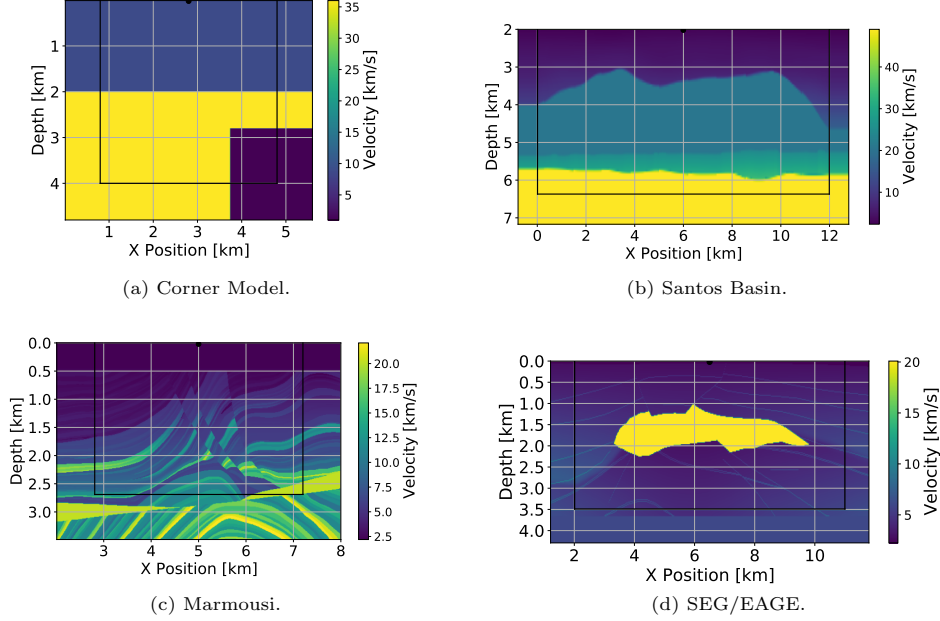 1
2
3
4
Depth [km]
1 2 3 4 5
X Position [km]
35
30
25
20
15
10
5
Velocity [km/s]
(a) Corner Model.
2
3
4
5
6
7
Depth [km]
0 2 4 6 8 10 12
X Position [km]
40
30
20
10
Velocity [km/s]
(b) Santos Basin.
0.0
0.5
1.0
1.5
2.0
2.5
3.0
Depth [km]
3 4 5 6 7 8
X Position [km]
20.0
17.5
15.0
12.5
10.0
7.5
5.0
2.5
Velocity [km/s]
(c) Marmousi.
0.0
0.5
1.0
1.5
2.0
2.5
3.0
3.5
4.0
Depth [km]
2 4 6 8 10
X Position [km]
20
15
10
5
Velocity [km/s]
(d) SEG/EAGE.